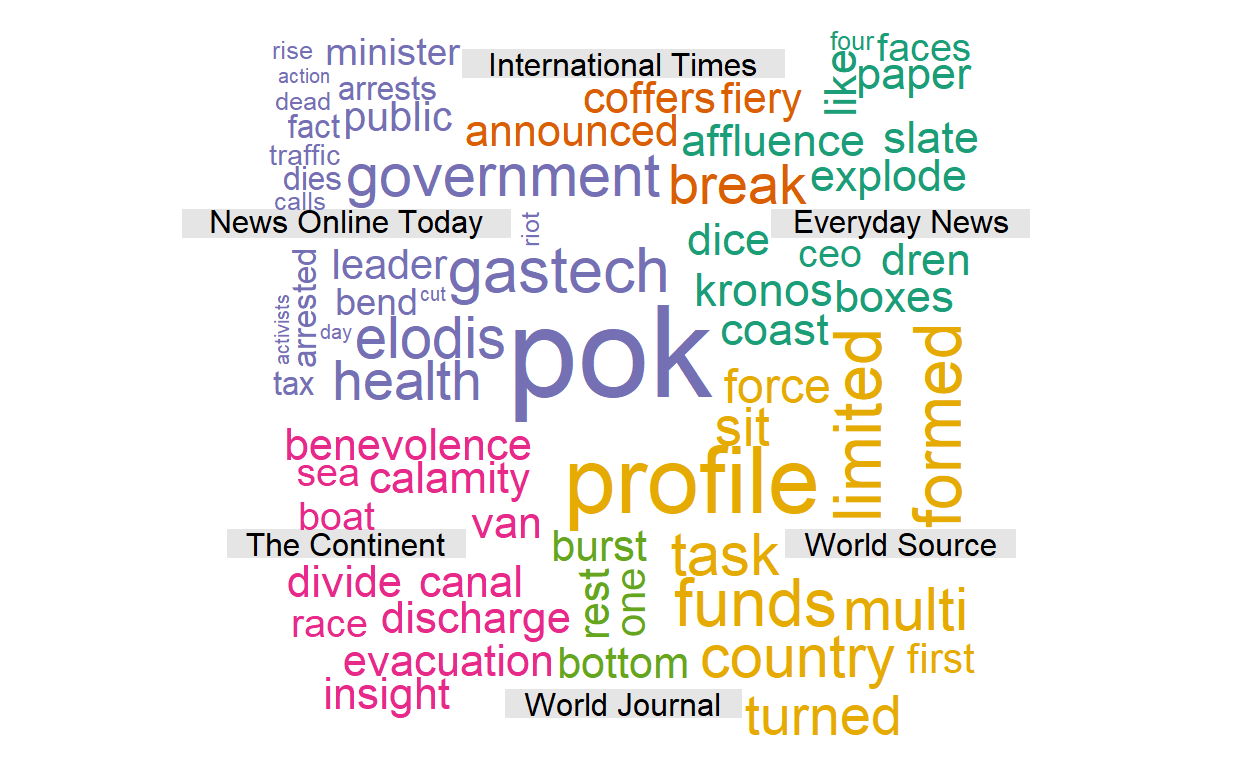 rise minister
International Times
four faces
action
dead arrests
like paper
fact public
coffers fiery
announced
affluence slate
traffic
dies government
break explode
calls
News Online Today
riot
Everyday News
dice ceo dren
arrested leader gastech
kronos boxes
activists bend cut
day elodis pok
coast
tax health
force limited formed
sit
benevolence
sea calamity
profile
boat van
The Continent
burst task
World Source
divide canal
rest one
funds multi
race discharge
evacuation bottom
country first
insight
World Journal
turned